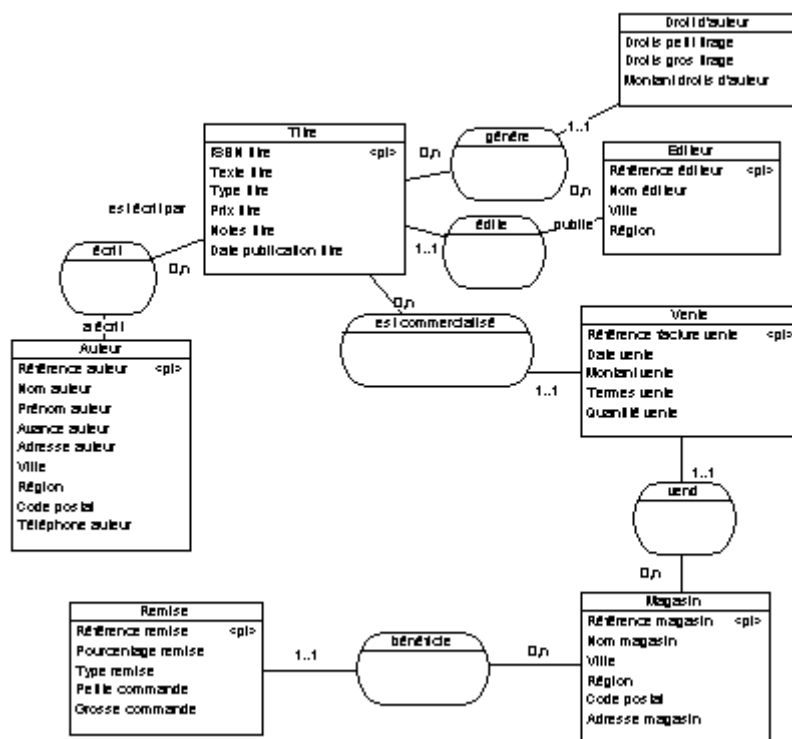 Droit d'auteur
Droits petit tirage
Droits gros tirage
Montant droits d'auteur
1..1
génère
0,n
Titre
ISBN titre <pi>
Texte titre
Type titre
Prix titre
Notes titre
Date publication titre
Editeur
Référence éditeur <pi>
Nom éditeur
Ville
Région
0,n
publie
édite
1..1
est écrit par
0,n
écrit
a écrit
Auteur
Référence auteur <pi>
Nom auteur
Prénom auteur
Avance auteur
Adresse auteur
Ville
Région
Code postal
Téléphone auteur
0,n
est commercialisé
1..1
Vente
Référence facture vente <pi>
Date vente
Montant vente
Termes vente
Quantité vente
1..1
vend
0,n
Magasin
Référence magasin <pi>
Nom magasin
Ville
Région
Code postal
Adresse magasin
Remise
Référence remise <pi>
Pourcentage remise
Type remise
Petite commande
Grosse commande
1..1
bénéficie
0,n